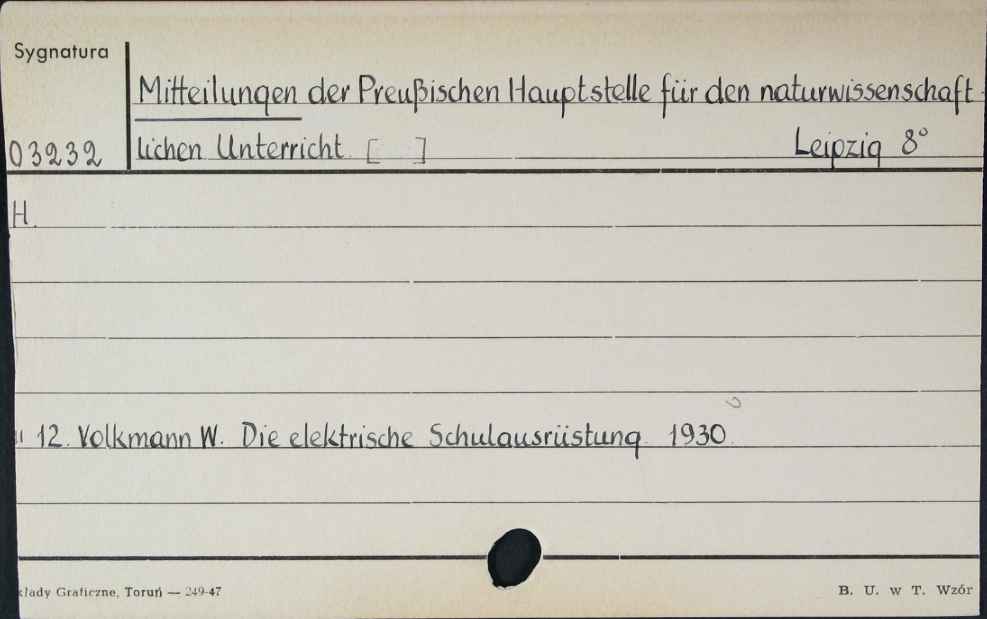 Sygnatura
Mitteilungen der Preußischen Hauptstelle für den naturwissenschaft-
03232 lichen Unterricht [ ] Leipzig 8°
H.
" 12. Volkmann W. Die elektrische Schulausrüstung 1930.
kłady Graficzne, Toruń — 249-47 B. U. w T. Wzór